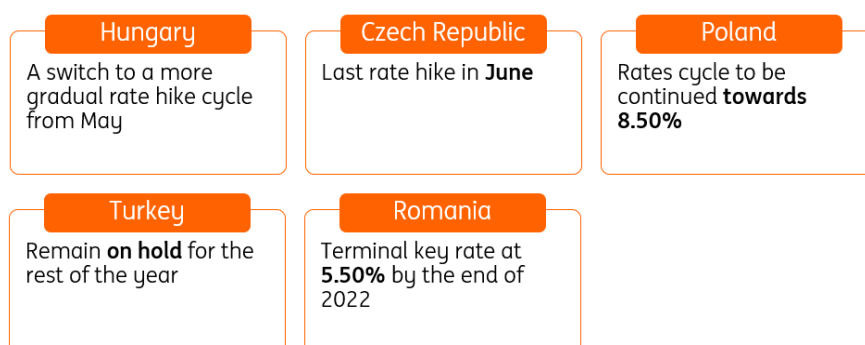 Hungary
A switch to a more
gradual rate hike cycle
from May
Czech Republic
Last rate hike in June
Poland
Rates cycle to be
continued towards
8.50%
Turkey
Remain on hold for the
rest of the year
Romania
Terminal key rate at
5.50% by the end of
2022